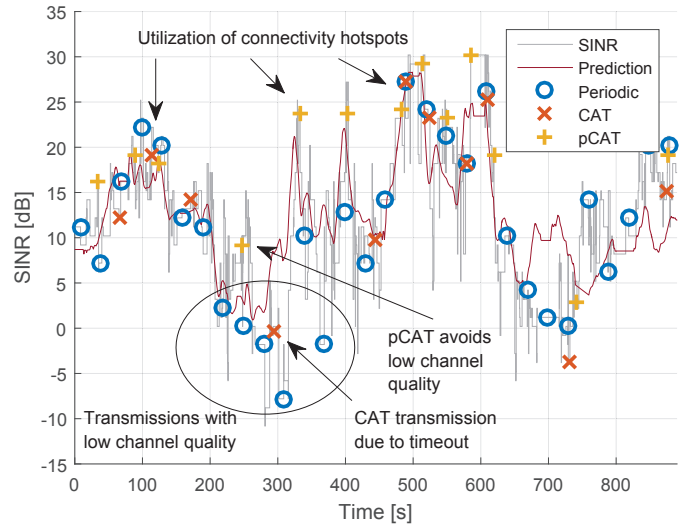 35
30
25
20
15
10
5
0
-5
-10
-15
SINR [dB]
Utilization of connectivity hotspots
SINR
Prediction
Periodic
CAT
pCAT
pCAT avoids
low channel
quality
Transmissions with
low channel quality
CAT transmission
due to timeout
0
100
200
300
400
500
600
700
800
Time [s]